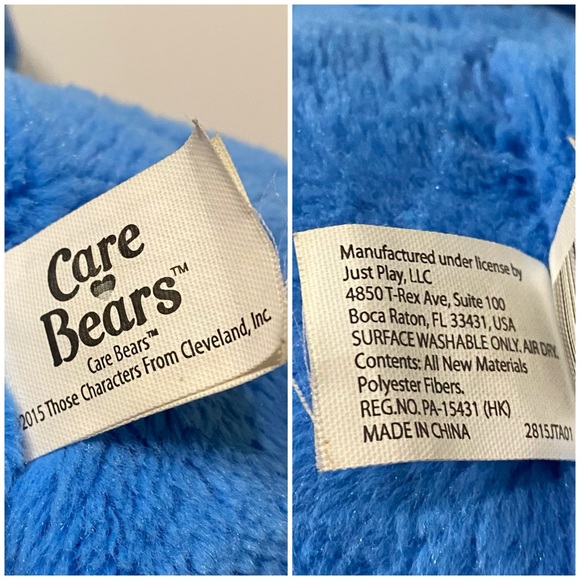 Care
Bears™
Care Bears™
2015 Those Characters From Cleveland, Inc.
Manufactured under license by
Just Play, LLC
4850 T-Rex Ave, Suite 100
Boca Raton, FL 33431, USA
SURFACE WASHABLE ONLY. AIR DRY.
Contents: All New Materials
Polyester Fibers.
REG.NO. PA-15431 (HK)
MADE IN CHINA 2815JTA01